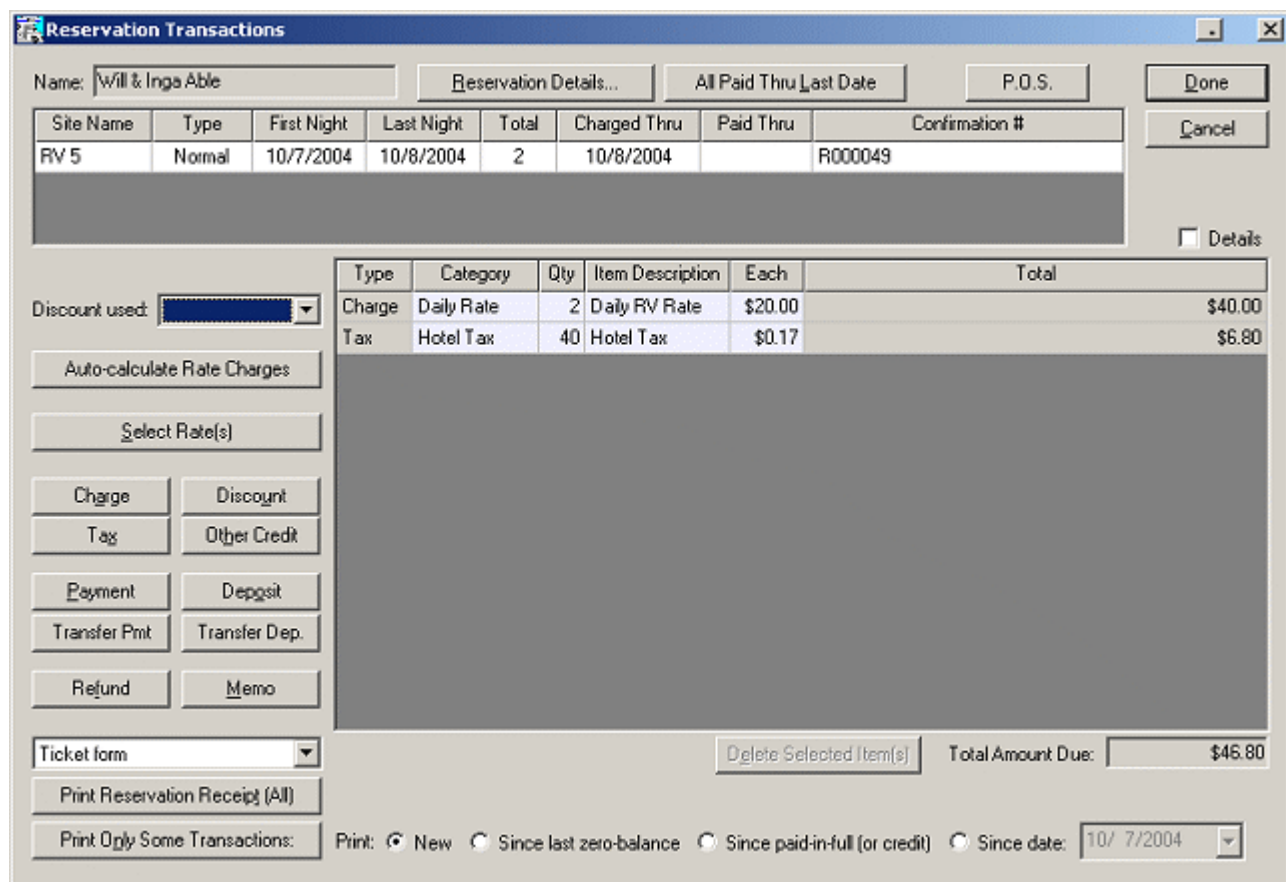 Reservation Transactions
Name: Will & Inga Able Reservation Details... All Paid Thru Last Date P.O.S. Done
Site Name Type First Night Last Night Total Charged Thru Paid Thru Confirmation # Cancel
RV 5 Normal 10/7/2004 10/8/2004 2 10/8/2004 R000049
Details
Type Category Qty Item Description Each Total
Discount used: Charge Daily Rate 2 Daily RV Rate $20.00 $40.00
Tax Hotel Tax 40 Hotel Tax $0.17 $6.80
Auto-calculate Rate Charges
Select Rate(s)
Charge Discount
Tax Other Credit
Payment Deposit
Transfer Pmt Transfer Dep.
Refund Memo
Ticket form Delete Selected Item(s) Total Amount Due: $46.80
Print Reservation Receipt (All)
Print Only Some Transactions: Print: New Since last zero-balance Since paid-in-full (or credit) Since date: 10/ 7/2004